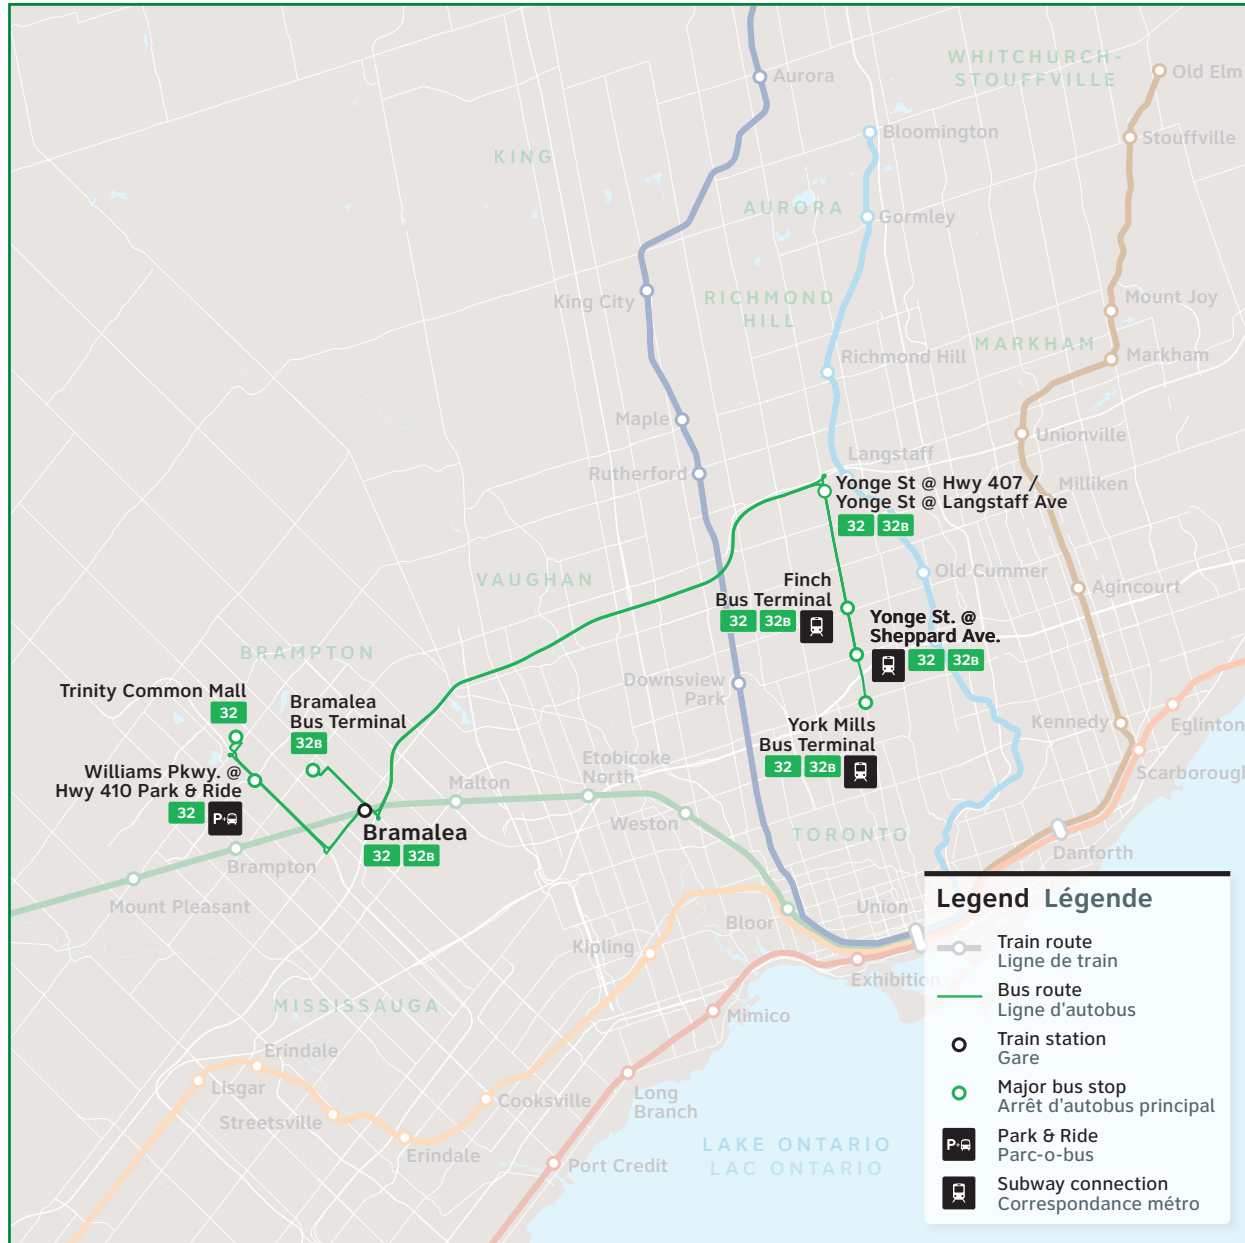 Aurora
WHITCHURCH-
STOUFFVILLE
Old Elm
Bloomington
Stouffville
KING
AURORA
Gormley
King City
RICHMOND
HILL
Mount Joy
MARKHAM
Richmond Hill
Markham
Maple
Unionville
Langstaff
Rutherford
Milliken
Yonge St @ Hwy 407 /
Yonge St @ Langstaff Ave
32 32B
VAUGHAN
Old Cummer
Agincourt
Finch
Bus Terminal
32 32B
Yonge St. @
Sheppard Ave.
32 32B
BRAMPTON
Downsview
Park
Trinity Common Mall
32
Bramalea
Bus Terminal
32B
York Mills
Bus Terminal
32 32B
Kennedy
Eglinton
Williams Pkwy. @
Hwy 410 Park & Ride
32 P+
Etobicoke
North
Malton
Scarborough
Weston
TORONTO
Bramalea
32 32B
Brampton
Danforth
Mount Pleasant
Bloor
Union
Kipling
Exhibition
MISSISSAUGA
Mimico
Erindale
Lisgar
Streetsville
Cooksville
Long
Branch
Erindale
Port Credit
LAKE ONTARIO
LAC ONTARIO
Legend Légende
Train route
Ligne de train
Bus route
Ligne d'autobus
Train station
Gare
Major bus stop
Arrêt d'autobus principal
P+
Park & Ride
Parc-o-bus
Subway connection
Correspondance métro